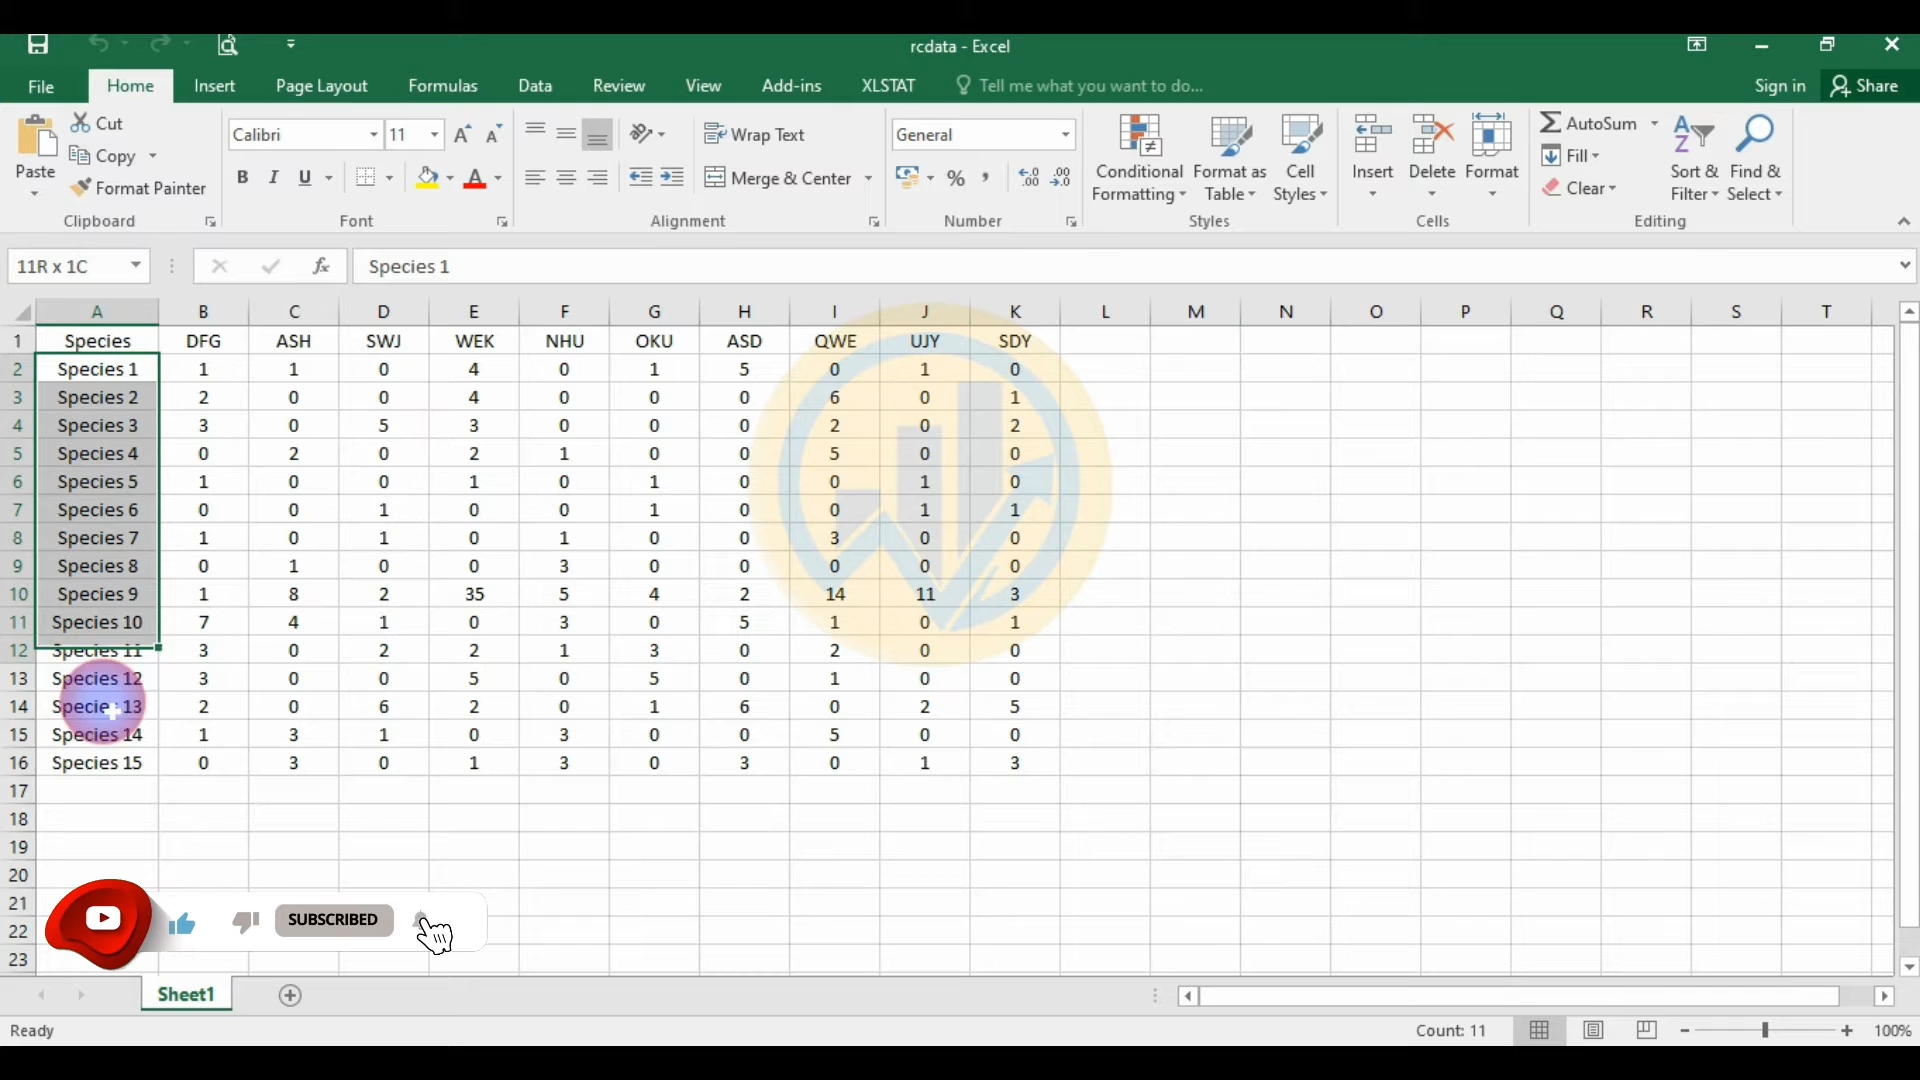 rcdata - Excel
File Home Insert Page Layout Formulas Data Review View Add-ins XLSTAT Tell me what you want to do... Sign in Share
Cut
Copy
Format Painter
Paste
Clipboard
Calibri 11
B I U A
Font
Wrap Text
Merge & Center
Alignment
General
% ,
Number
Conditional Formatting
Format as Table
Cell Styles
Styles
Insert Delete Format
Cells
AutoSum
Fill
Clear
Sort & Filter
Find & Select
Editing
11R x 1C fx Species 1
A B C D E F G H I J K L M N O P Q R S T
1 Species DFG ASH SWJ WEK NHU OKU ASD QWE UJY SDY
2 Species 1 1 1 0 4 0 1 5 0 1 0
3 Species 2 2 0 0 4 0 0 0 6 0 1
4 Species 3 3 0 5 3 0 0 0 2 0 2
5 Species 4 0 2 0 2 1 0 0 5 0 0
6 Species 5 1 0 0 1 0 1 0 0 1 0
7 Species 6 0 0 1 0 0 1 0 0 1 1
8 Species 7 1 0 1 0 1 0 0 3 0 0
9 Species 8 0 1 0 0 3 0 0 0 0 0
10 Species 9 1 8 2 35 5 4 2 14 11 3
11 Species 10 7 4 1 0 3 0 5 1 0 1
12 Species 11 3 0 2 2 1 3 0 2 0 0
13 Species 12 3 0 0 5 0 5 0 1 0 0
14 Species 13 2 0 6 2 0 1 6 0 2 5
15 Species 14 1 3 1 0 3 0 0 5 0 0
16 Species 15 0 3 0 1 3 0 3 0 1 3
17
18
19
20
21
22
23
SUBSCRIBED
Sheet1
Ready Count: 11 100%